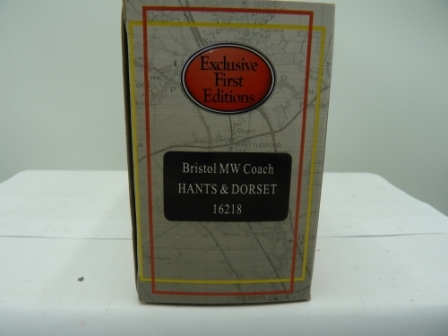 Exclusive
First
Editions
Bristol MW Coach
HANTS & DORSET
16218